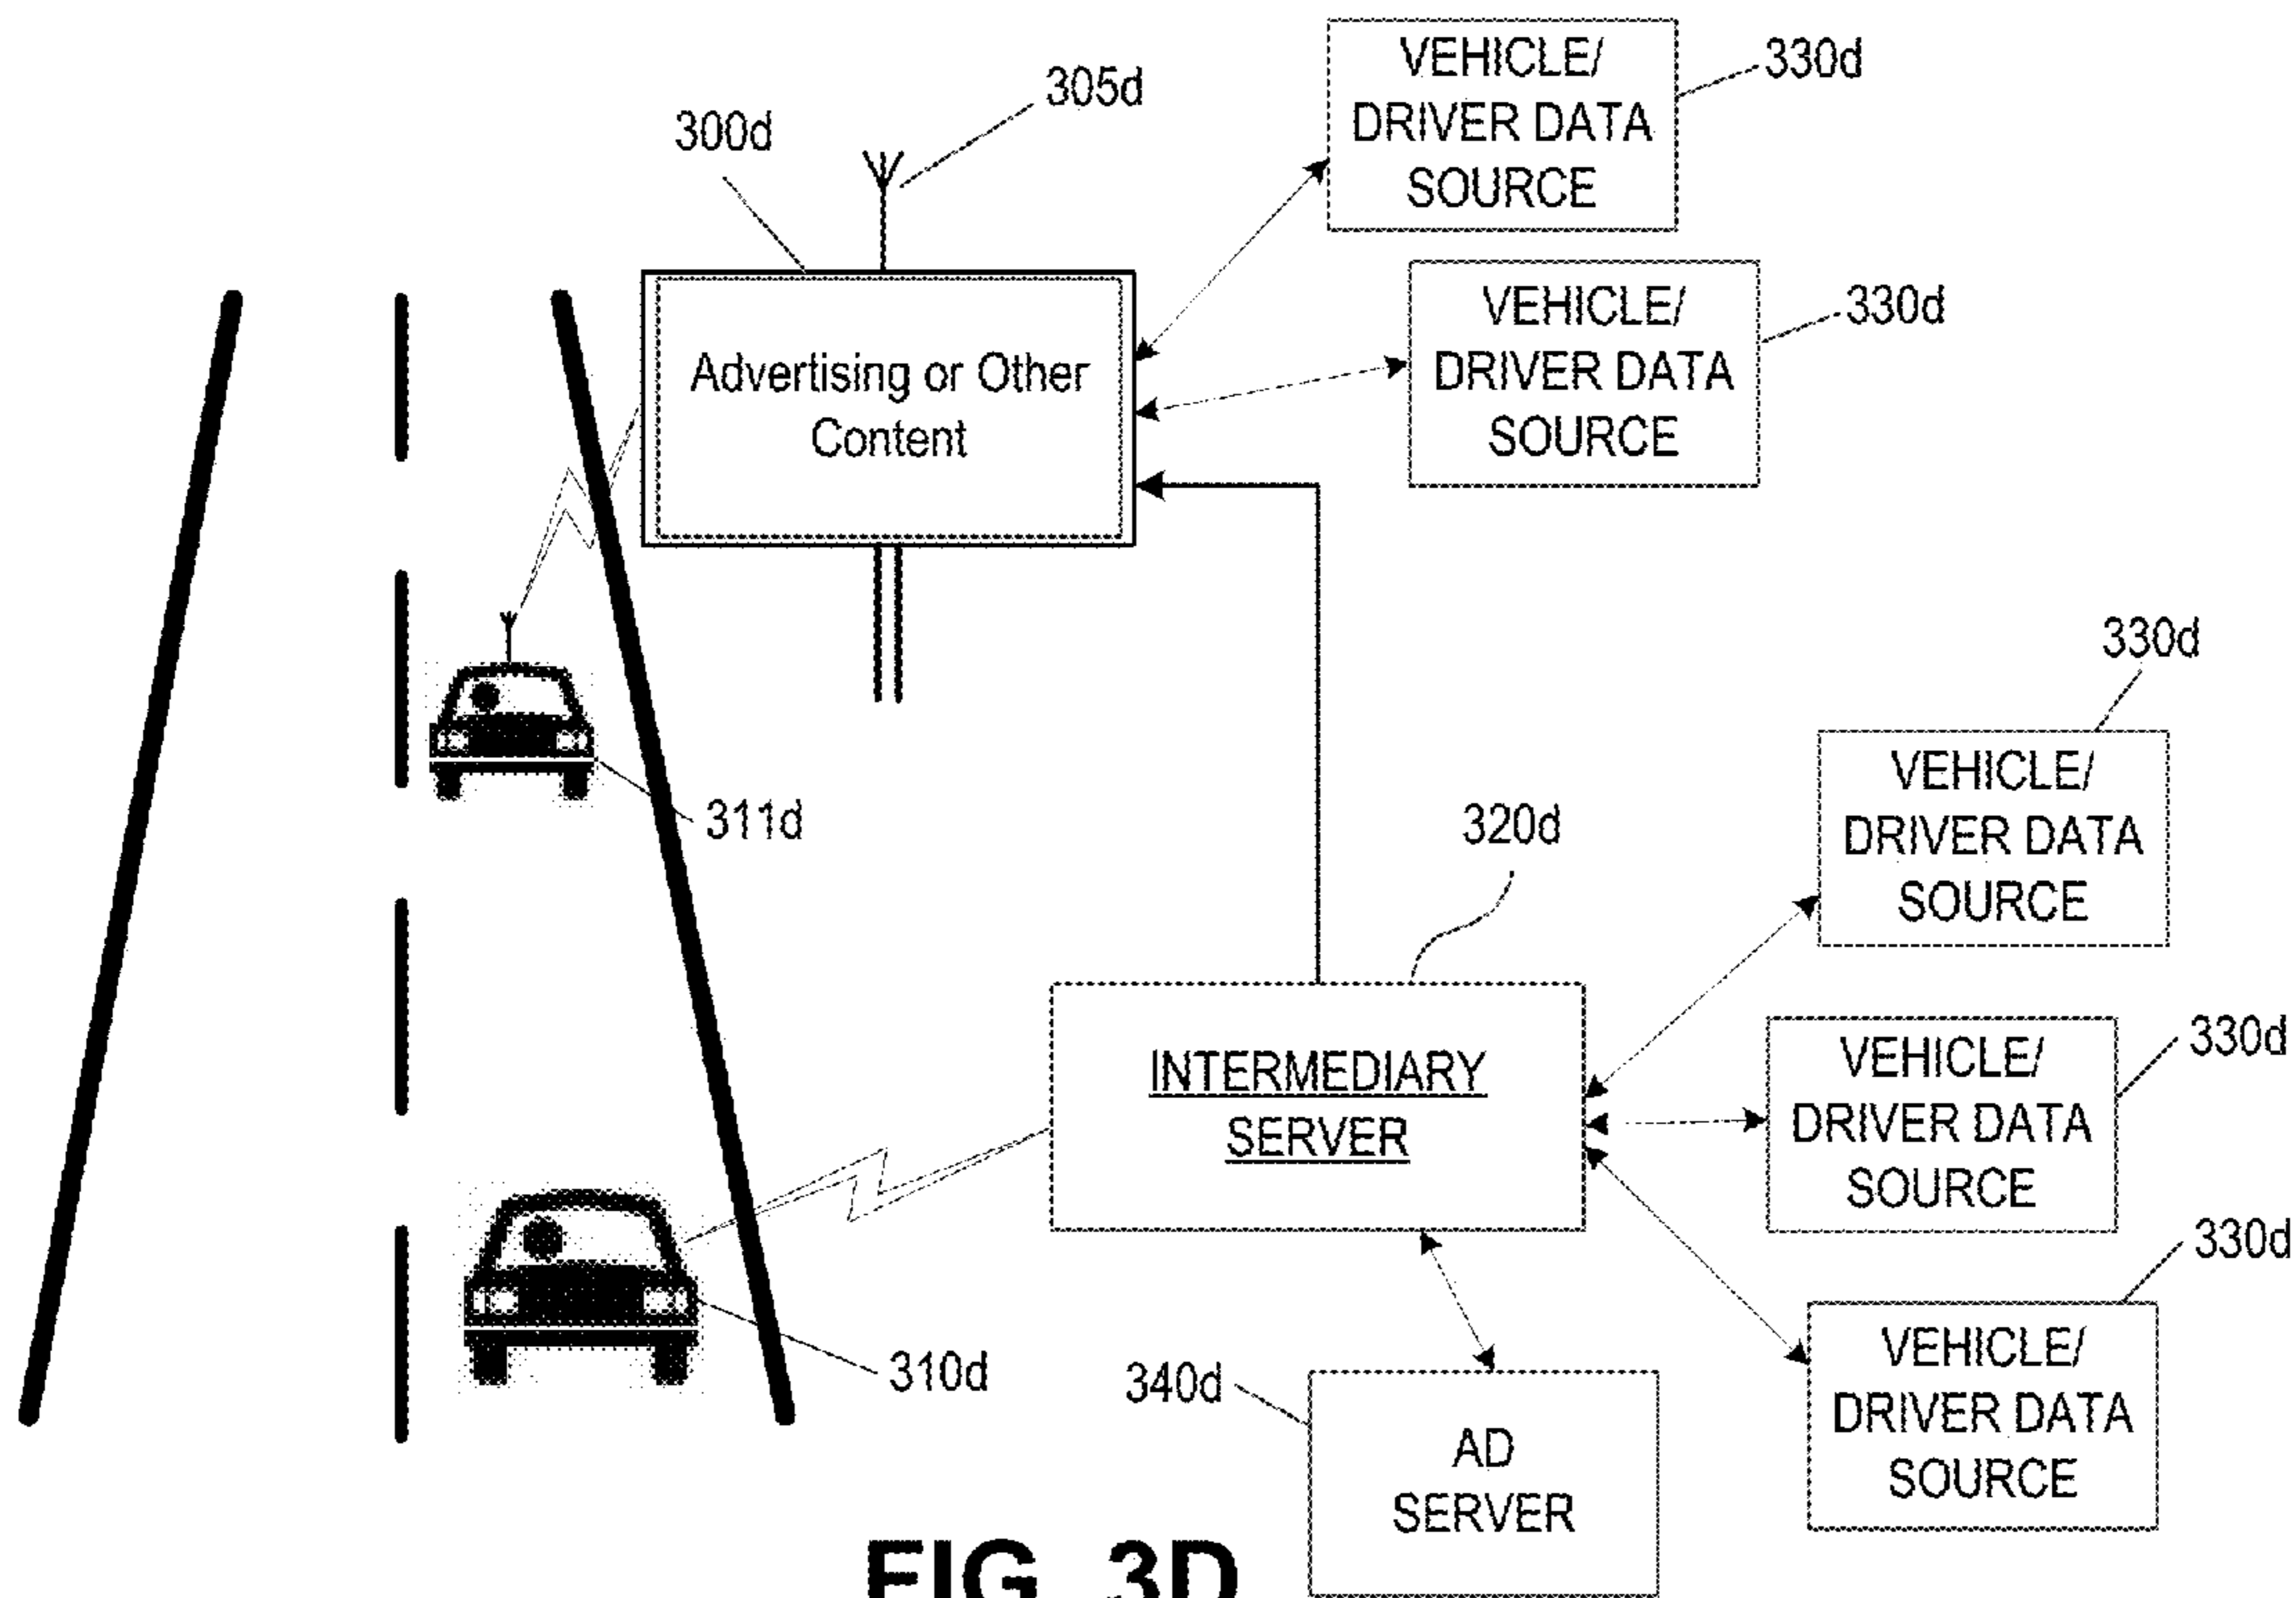 VEHICLE/
DRIVER DATA
SOURCE
330d
305d
300d
VEHICLE/
DRIVER DATA
SOURCE
330d
Advertising or Other
Content
330d
VEHICLE/
DRIVER DATA
SOURCE
311d
320d
INTERMEDIARY
SERVER
VEHICLE/
DRIVER DATA
SOURCE
330d
330d
VEHICLE/
DRIVER DATA
SOURCE
310d
340d
AD
SERVER
FIG. 3D